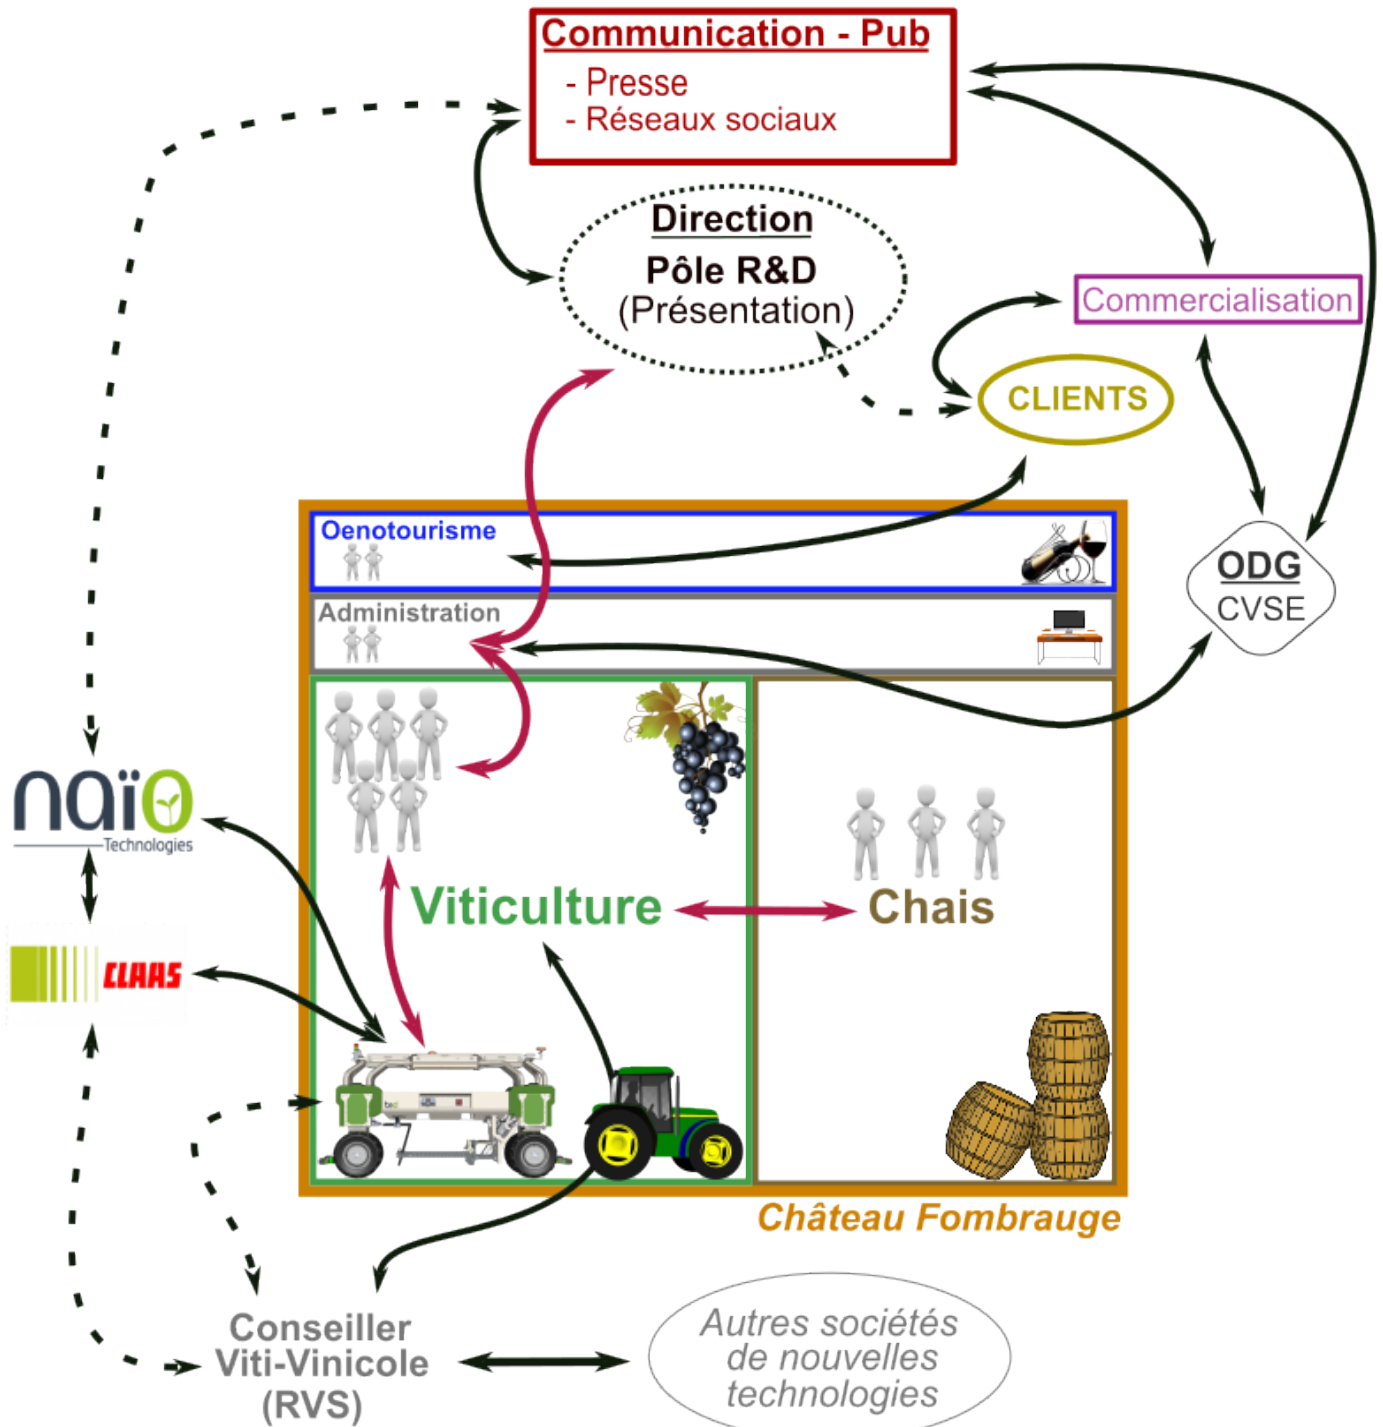 Communication - Pub
- Presse
- Réseaux sociaux
Direction
Pôle R&D
(Présentation)
Commercialisation
CLIENTS
Oenotourisme
ODG
CVSE
Administration
naïo
Technologies
Viticulture
Chais
CLAAS
Château Fombrauge
Conseiller
Viti-Vinicole
(RVS)
Autres sociétés
de nouvelles
technologies